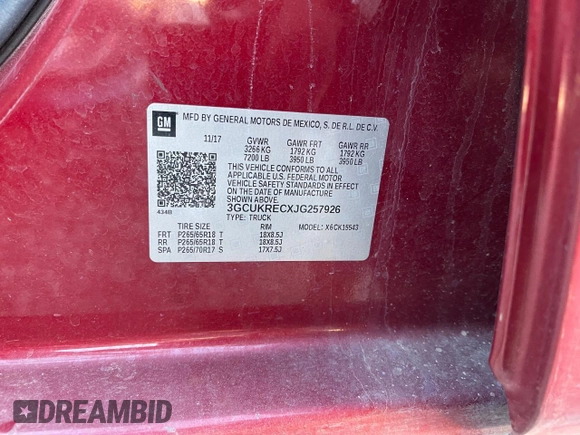 GM
MFD BY GENERAL MOTORS DE MEXICO, S. DE R.L. DE C.V.
11/17 GVWR GAWR FRT GAWR RR
3266 KG 1792 KG 1792 KG
7200 LB 3950 LB 3950 LB
THIS VEHICLE CONFORMS TO ALL
APPLICABLE U.S. FEDERAL MOTOR
VEHICLE SAFETY STANDARDS IN EFFECT
ON THE DATE OF MANUFACTURE
SHOWN ABOVE.
434B 3GCUKRECXJG257926
TYPE: TRUCK
TIRE SIZE RIM MODEL: X6CK15543
FRT P265/65R18 T 18X8.5J
RR P265/65R18 T 18X8.5J
SPA P265/70R17 S 17X7.5J
DREAMBID